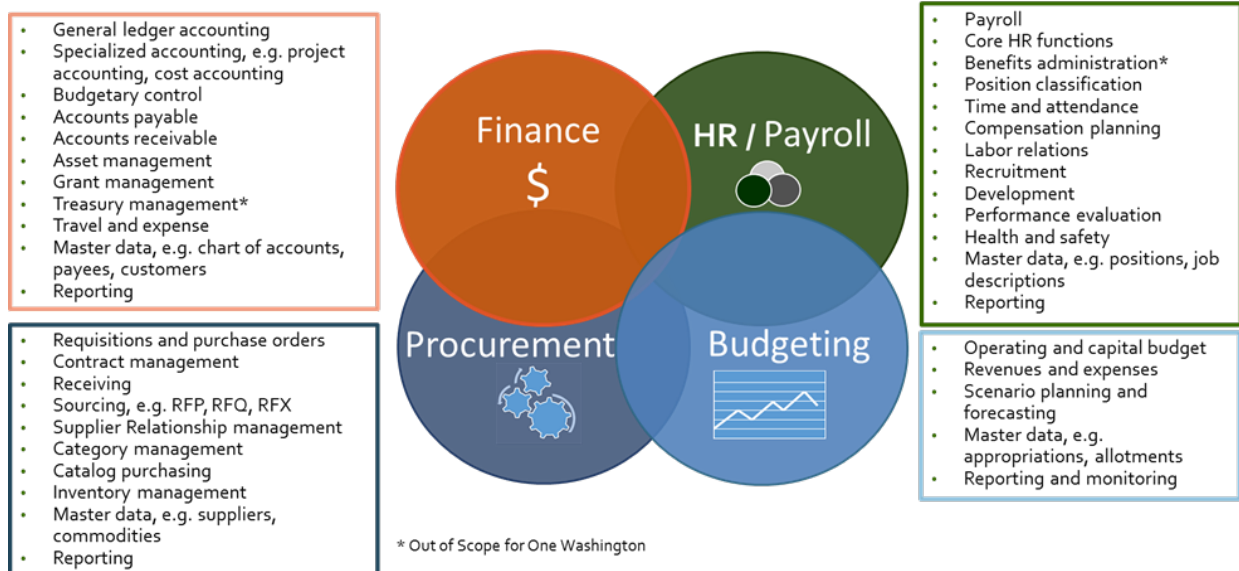 • General ledger accounting
• Specialized accounting, e.g. project
accounting, cost accounting
• Budgetary control
• Accounts payable
• Accounts receivable
• Asset management
• Grant management
• Treasury management*
• Travel and expense
• Master data, e.g. chart of accounts,
payees, customers
• Reporting
• Requisitions and purchase orders
• Contract management
• Receiving
• Sourcing, e.g. RFP, RFQ, RFX
• Supplier Relationship management
• Category management
• Catalog purchasing
• Inventory management
• Master data, e.g. suppliers,
commodities
• Reporting
Finance
$
HR / Payroll
Procurement
Budgeting
* Out of Scope for One Washington
• Payroll
• Core HR functions
• Benefits administration*
• Position classification
• Time and attendance
• Compensation planning
• Labor relations
• Recruitment
• Development
• Performance evaluation
• Health and safety
• Master data, e.g. positions, job
descriptions
• Reporting
• Operating and capital budget
• Revenues and expenses
• Scenario planning and
forecasting
• Master data, e.g.
appropriations, allotments
• Reporting and monitoring